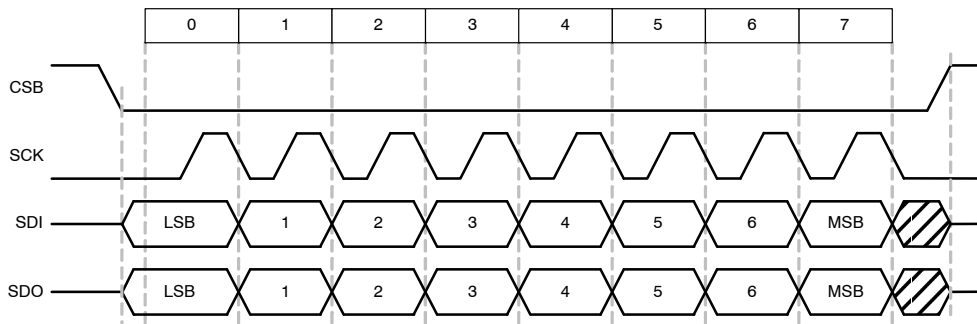 0 1 2 3 4 5 6 7
CSB
SCK
SDI LSB 1 2 3 4 5 6 MSB
SDO LSB 1 2 3 4 5 6 MSB